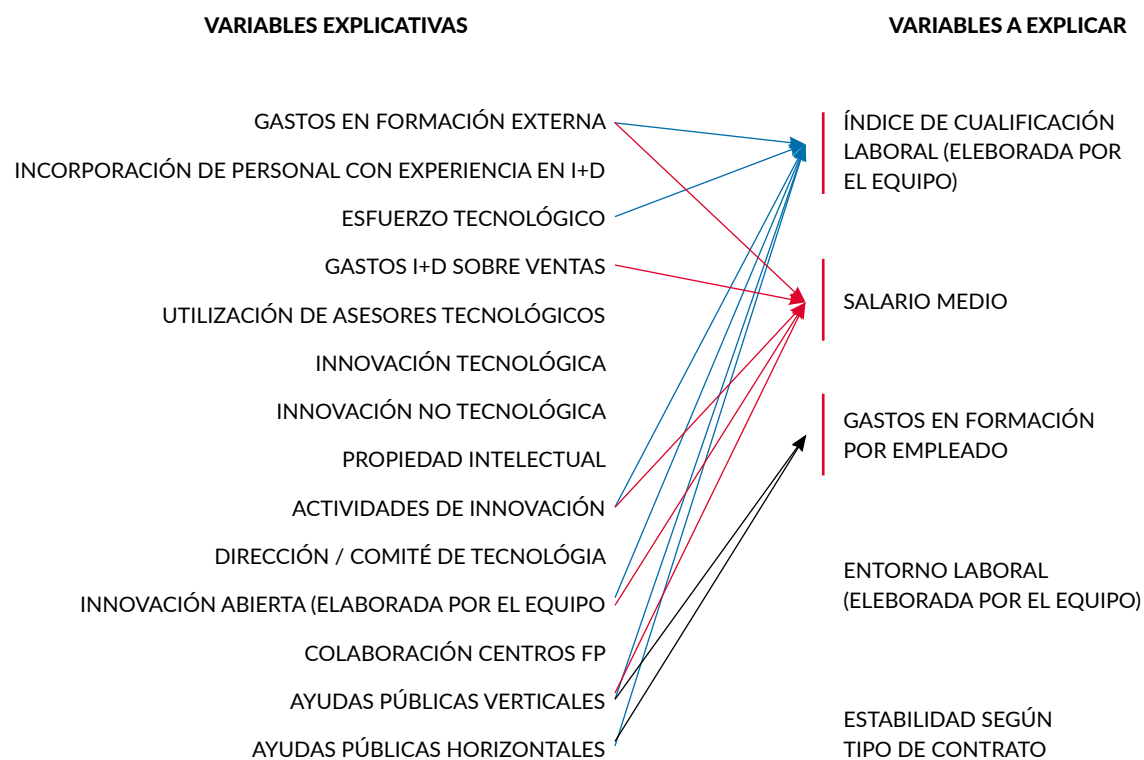 VARIABLES EXPLICATIVAS
VARIABLES A EXPLICAR
GASTOS EN FORMACIÓN EXTERNA
INCORPORACIÓN DE PERSONAL CON EXPERIENCIA EN I+D
ESFUERZO TECNOLÓGICO
GASTOS I+D SOBRE VENTAS
UTILIZACIÓN DE ASESORES TECNOLÓGICOS
INNOVACIÓN TECNOLÓGICA
INNOVACIÓN NO TECNOLÓGICA
PROPIEDAD INTELECTUAL
ACTIVIDADES DE INNOVACIÓN
DIRECCIÓN / COMITÉ DE TECNOLÓGIA
INNOVACIÓN ABIERTA (ELABORADA POR EL EQUIPO
COLABORACIÓN CENTROS FP
AYUDAS PÚBLICAS VERTICALES
AYUDAS PÚBLICAS HORIZONTALES
ÍNDICE DE CUALIFICACIÓN
LABORAL (ELEBORADA POR
EL EQUIPO)
SALARIO MEDIO
GASTOS EN FORMACIÓN
POR EMPLEADO
ENTORNO LABORAL
(ELEBORADA POR EL EQUIPO)
ESTABILIDAD SEGÚN
TIPO DE CONTRATO